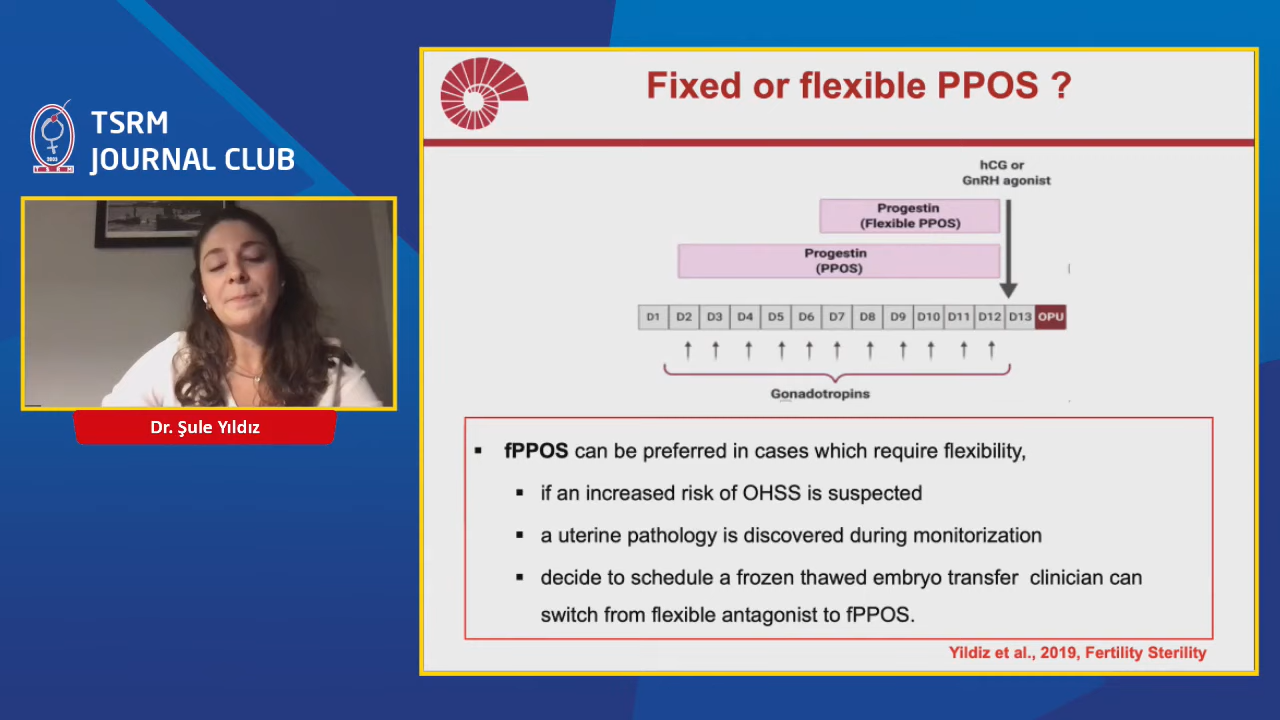 TSRM
JOURNAL CLUB
2003
T S R M
Dr. Şule Yıldız
Fixed or flexible PPOS ?
hCG or
GnRH agonist
Progestin
(Flexible PPOS)
Progestin
(PPOS)
D1 D2 D3 D4 D5 D6 D7 D8 D9 D10 D11 D12 D13 OPU
Gonadotropins
▪ fPPOS can be preferred in cases which require flexibility,
▪ if an increased risk of OHSS is suspected
▪ a uterine pathology is discovered during monitorization
▪ decide to schedule a frozen thawed embryo transfer clinician can
switch from flexible antagonist to fPPOS.
Yildiz et al., 2019, Fertility Sterility